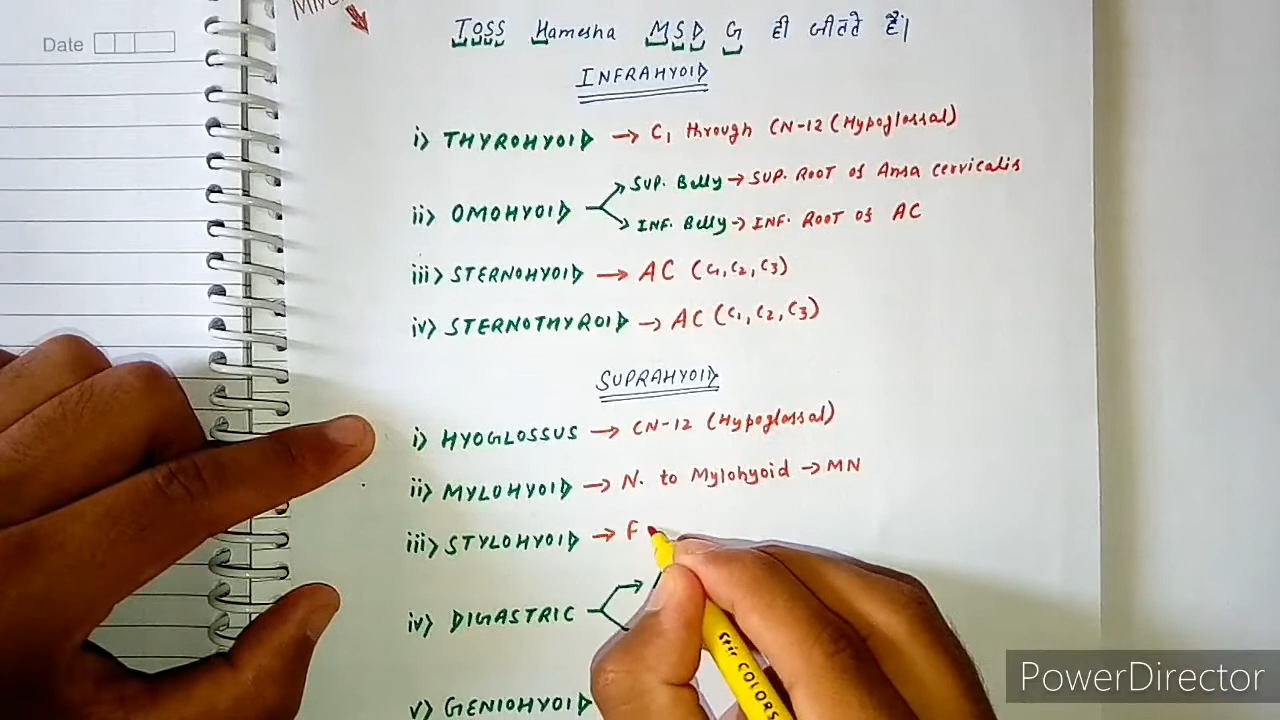 Date
TOSS Hamesha MSD G ही जीतते हैं।
INFRAHYOID
i) THYROHYOID → C1 through CN-12 (Hypoglossal)
ii) OMOHYOID
SUP. Belly → SUP. ROOT of Ansa cervicalis
INF. Belly → INF. ROOT of AC
iii) STERNOHYOID → AC (C1, C2, C3)
iv) STERNOTHYROID → AC (C1, C2, C3)
SUPRAHYOID
i) HYOGLOSSUS → CN-12 (Hypoglossal)
ii) MYLOHYOID → N. to Mylohyoid → MN
iii) STYLOHYOID → F
iv) DIGASTRIC
v) GENIOHYOID
Stic COLORS
PowerDirector